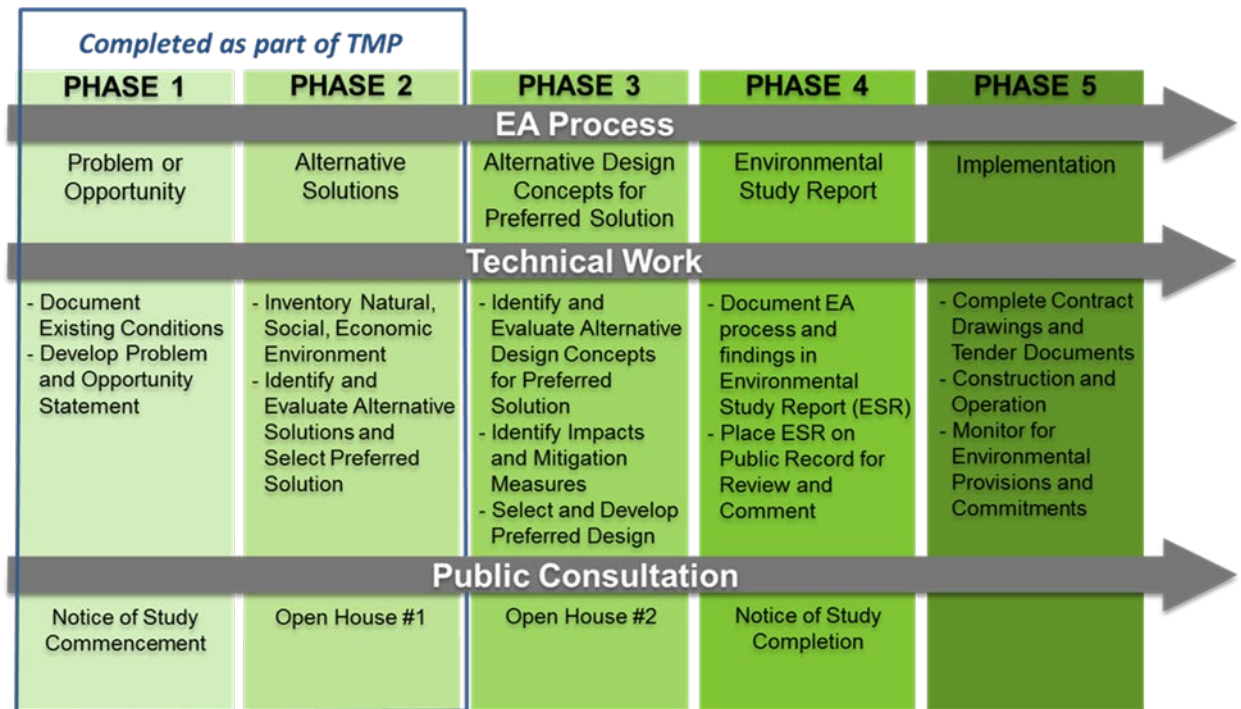 Completed as part of TMP
PHASE 1
PHASE 2
PHASE 3
PHASE 4
PHASE 5
EA Process
Problem or
Opportunity
Alternative
Solutions
Alternative Design
Concepts for
Preferred Solution
Environmental
Study Report
Implementation
Technical Work
- Document
Existing Conditions
- Develop Problem
and Opportunity
Statement
- Inventory Natural,
Social, Economic
Environment
- Identify and
Evaluate Alternative
Solutions and
Select Preferred
Solution
- Identify and
Evaluate Alternative
Design Concepts
for Preferred
Solution
- Identify Impacts
and Mitigation
Measures
- Select and Develop
Preferred Design
- Document EA
process and
findings in
Environmental
Study Report (ESR)
- Place ESR on
Public Record for
Review and
Comment
- Complete Contract
Drawings and
Tender Documents
- Construction and
Operation
- Monitor for
Environmental
Provisions and
Commitments
Public Consultation
Notice of Study
Commencement
Open House #1
Open House #2
Notice of Study
Completion